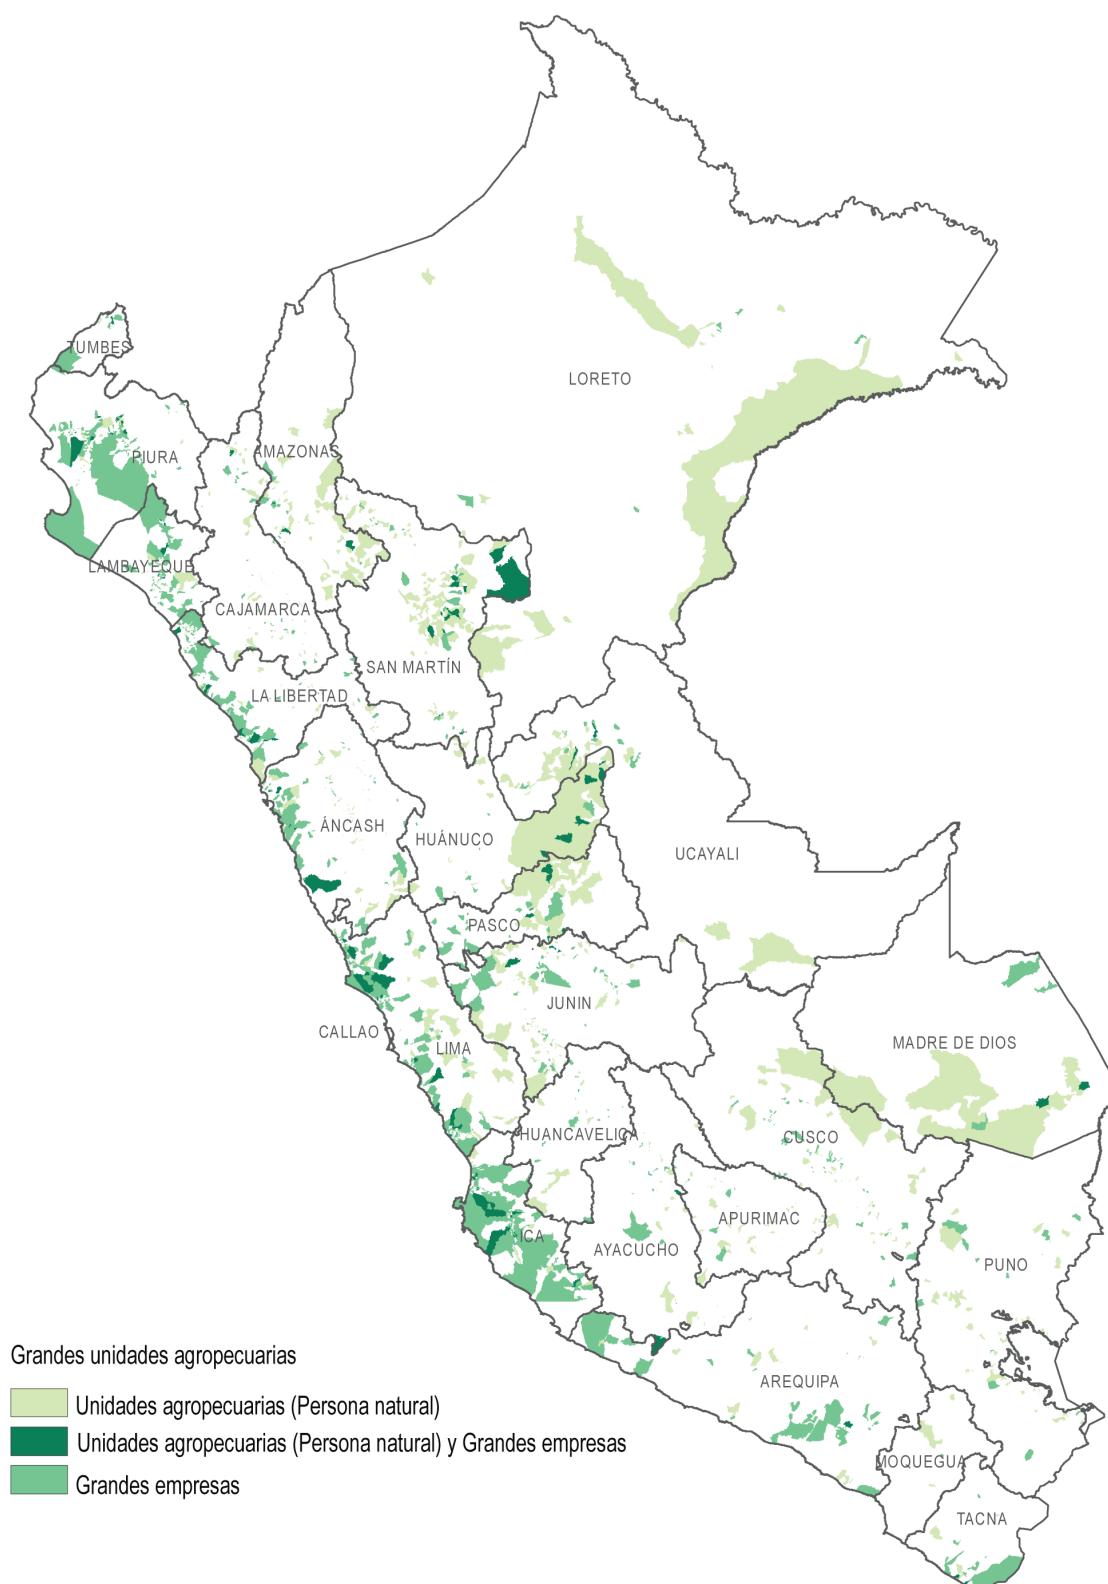 TUMBES
LORETO
PIURA
AMAZONAS
LAMBAYEQUE
CAJAMARCA
SAN MARTÍN
LA LIBERTAD
ÁNCASH
HUÁNUCO
UCAYALI
PASCO
JUNIN
CALLAO
LIMA
MADRE DE DIOS
HUANCAVELICA
CUSCO
APURIMAC
ICA
AYACUCHO
PUNO
AREQUIPA
MOQUEGUA
TACNA
Grandes unidades agropecuarias
Unidades agropecuarias (Persona natural)
Unidades agropecuarias (Persona natural) y Grandes empresas
Grandes empresas